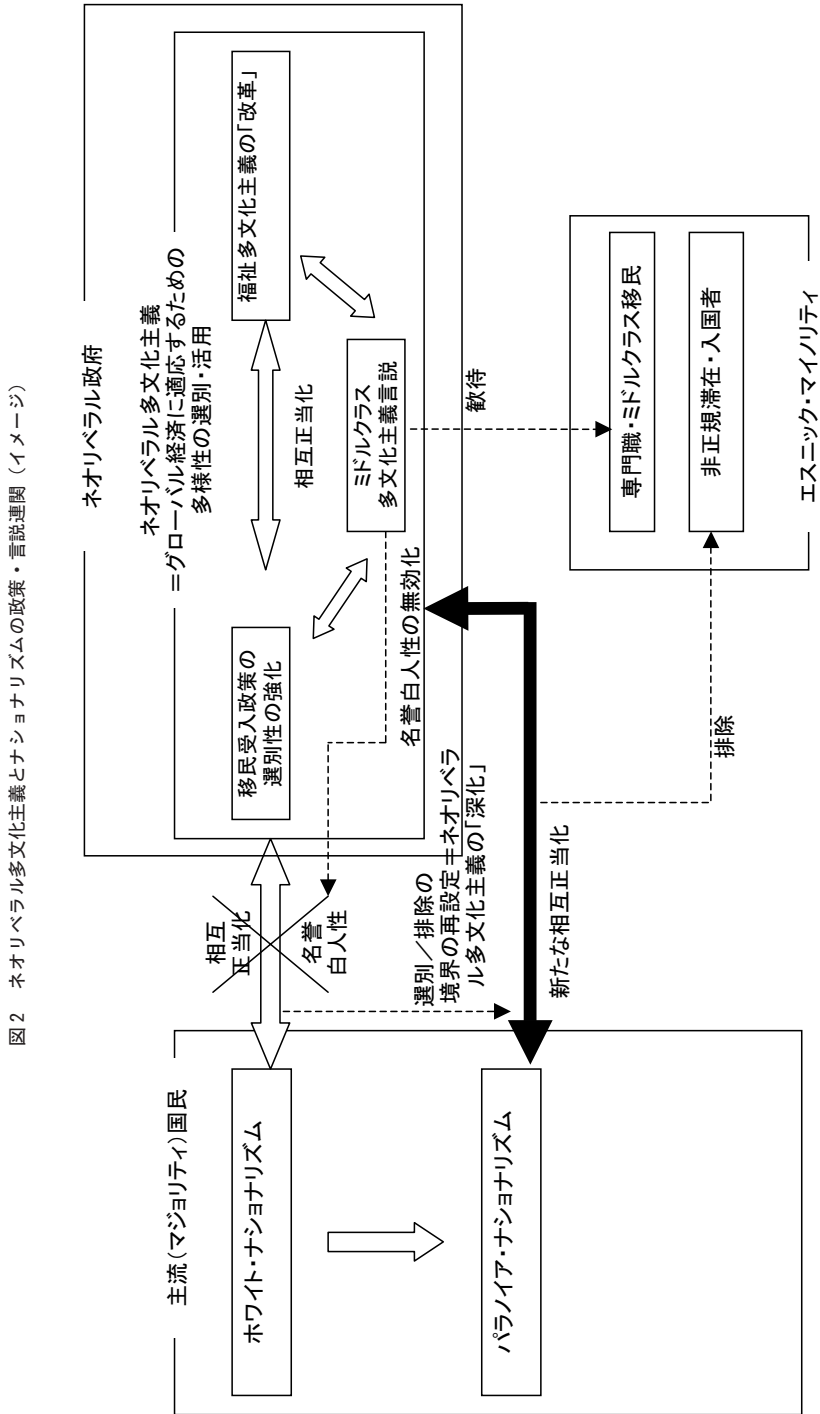 図2　ネオリベラル多文化主義とナショナリズムの政策・言説連関（イメージ）
主流（マジョリティ）国民
ホワイト・ナショナリズム
パラノイア・ナショナリズム
相互
正当化
名誉
白人性
選別／排除の
境界の再設定＝ネオリベラ
ル多文化主義の「深化」
新たな相互正当化
ネオリベラル政府
ネオリベラル多文化主義
＝グローバル経済に適応するための
多様性の選別・活用
移民受入政策の
選別性の強化
福祉多文化主義の「改革」
相互正当化
ミドルクラス
多文化主義言説
名誉白人性の無効化
歓待
排除
専門職・ミドルクラス移民
非正規滞在・入国者
エスニック・マイノリティ